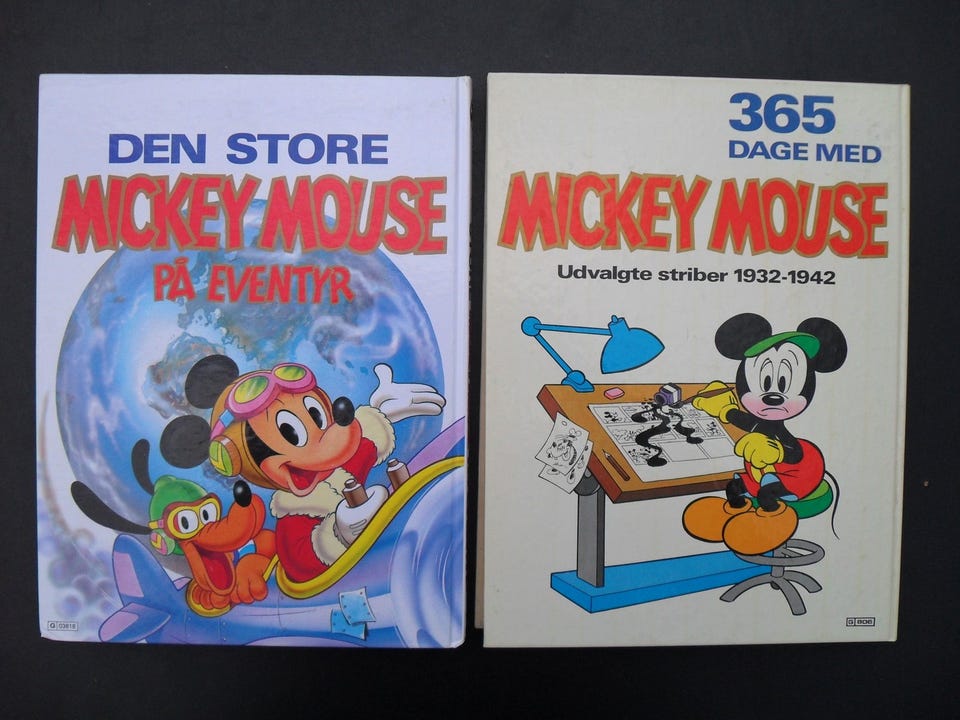 DEN STORE
MICKEY MOUSE
PÅ EVENTYR
G 03818
365
DAGE MED
MICKEY MOUSE
Udvalgte striber 1932-1942
G 806